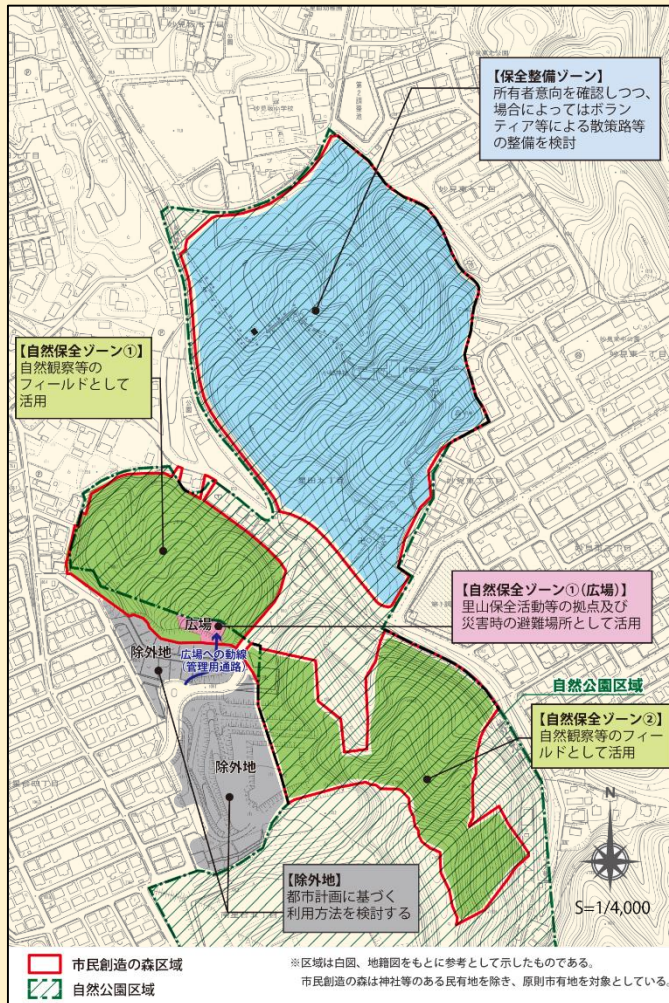 【保全整備ゾーン】
所有者意向を確認しつつ、
場合によってはボラン
ティア等による散策路等
の整備を検討
【自然保全ゾーン①】
自然観察等の
フィールドとして
活用
【自然保全ゾーン①(広場)】
里山保全活動等の拠点及び
災害時の避難場所として活用
広場
広場への動線
(管理用通路)
除外地
自然公園区域
【自然保全ゾーン②】
自然観察等のフィー
ルドとして活用
除外地
【除外地】
都市計画に基づく
利用方法を検討する
N
S=1/4,000
市民創造の森区域
自然公園区域
※区域は白図、地籍図をもとに参考として示したものである。
市民創造の森は神社等のある民有地を除き、原則市有地を対象としている。